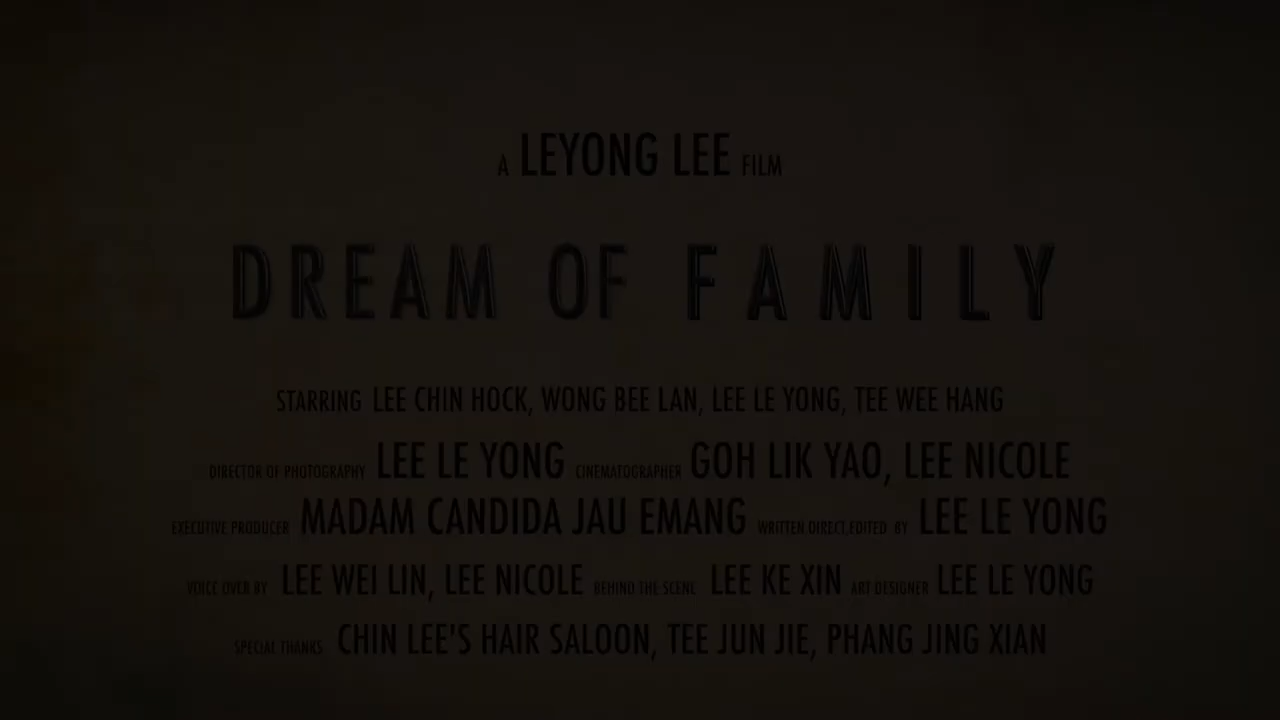 A LEYONG LEE FILM
DREAM OF FAMILY
STARRING LEE CHIN HOCK, WONG BEE LAN, LEE LE YONG, TEE WEE HANG
DIRECTOR OF PHOTOGRAPHY LEE LE YONG CINEMATOGRAPHER GOH LIK YAO, LEE NICOLE
EXECUTIVE PRODUCER MADAM CANDIDA JAU EMANG WRITTEN DIRECT,EDITED BY LEE LE YONG
VOICE OVER BY LEE WEI LIN, LEE NICOLE BEHIND THE SCENE LEE KE XIN ART DESIGNER LEE LE YONG
SPECIAL THANKS CHIN LEE'S HAIR SALOON, TEE JUN JIE, PHANG JING XIAN